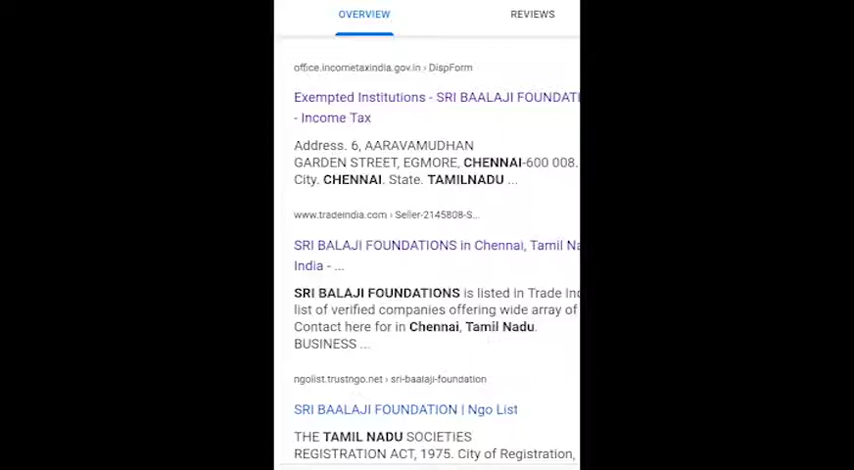 OVERVIEW REVIEWS
office.incometaxindia.gov.in › DispForm
Exempted Institutions - SRI BAALAJI FOUNDATI
- Income Tax
Address. 6, AARAVAMUDHAN
GARDEN STREET, EGMORE, CHENNAI-600 008.
City. CHENNAI. State. TAMILNADU ...
www.tradeindia.com › Seller-2145808-S...
SRI BALAJI FOUNDATIONS in Chennai, Tamil Na
India - ...
SRI BALAJI FOUNDATIONS is listed in Trade Ind
list of verified companies offering wide array of
Contact here for in Chennai, Tamil Nadu.
BUSINESS ...
ngolist.trustngo.net › sri-baalaji-foundation
SRI BAALAJI FOUNDATION | Ngo List
THE TAMIL NADU SOCIETIES
REGISTRATION ACT, 1975. City of Registration,